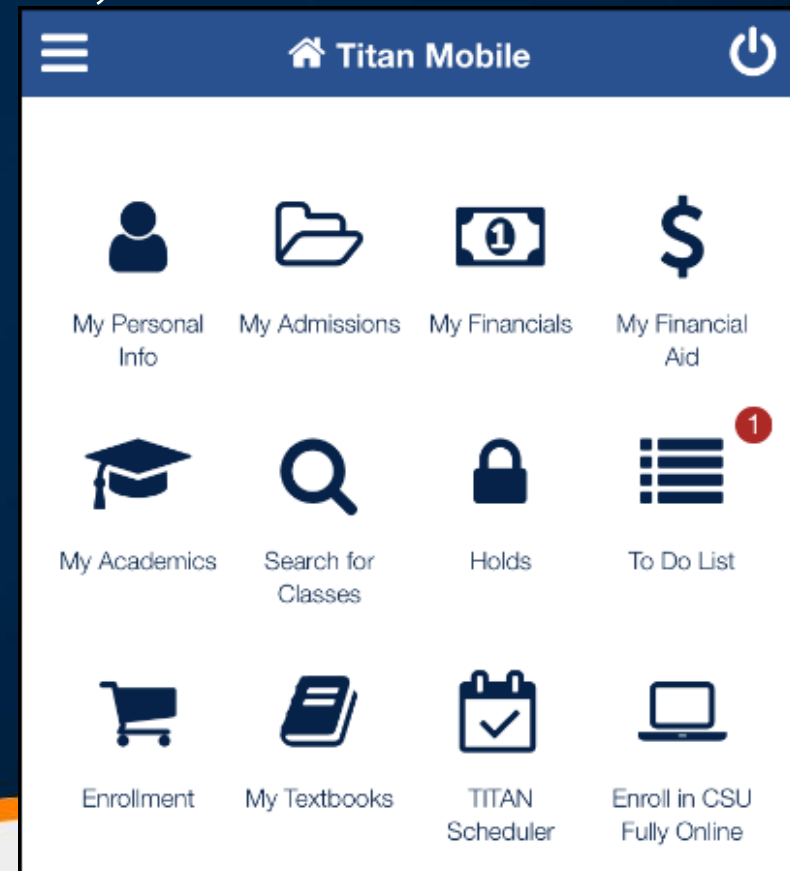 Titan Mobile
My Personal Info
My Admissions
My Financials
My Financial Aid
1
My Academics
Search for Classes
Holds
To Do List
1
Enrollment
My Textbooks
TITAN Scheduler
Enroll in CSU Fully Online